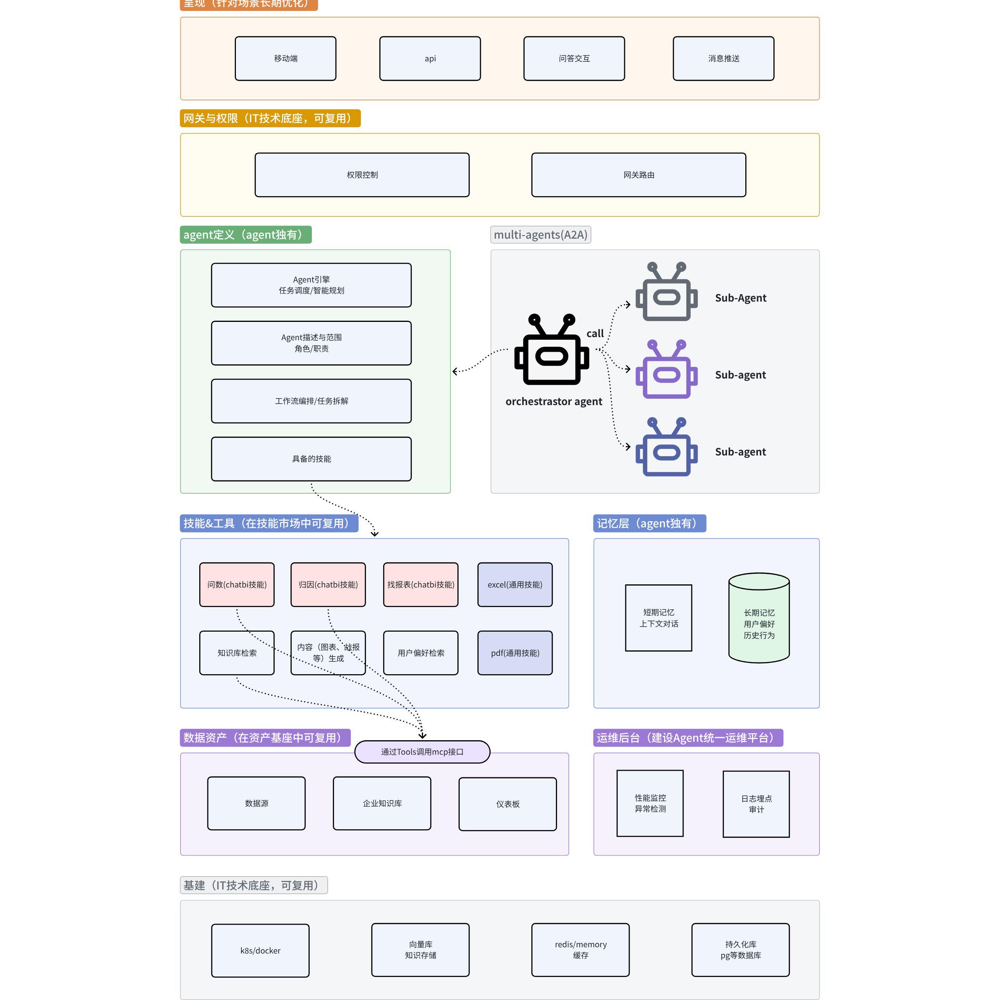 呈现（针对场景长期优化）
移动端
api
问答交互
消息推送
网关与权限（IT技术底座，可复用）
权限控制
网关路由
agent定义（agent独有）
Agent引擎
任务调度/智能规划
Agent描述与范围
角色/职责
工作流编排/任务拆解
具备的技能
multi-agents(A2A)
call
orchestrastor agent
Sub-Agent
Sub-agent
Sub-agent
技能&工具（在技能市场中可复用）
问数(chatbi技能)
归因(chatbi技能)
找报表(chatbi技能)
excel(通用技能)
知识库检索
内容（图表、战报
等）生成
用户偏好检索
pdf(通用技能)
记忆层（agent独有）
短期记忆
上下文对话
长期记忆
用户偏好
历史行为
数据资产（在资产基座中可复用）
通过Tools调用mcp接口
数据源
企业知识库
仪表板
运维后台（建设Agent统一运维平台）
性能监控
异常检测
日志埋点
审计
基建（IT技术底座，可复用）
k8s/docker
向量库
知识存储
redis/memory
缓存
持久化库
pg等数据库